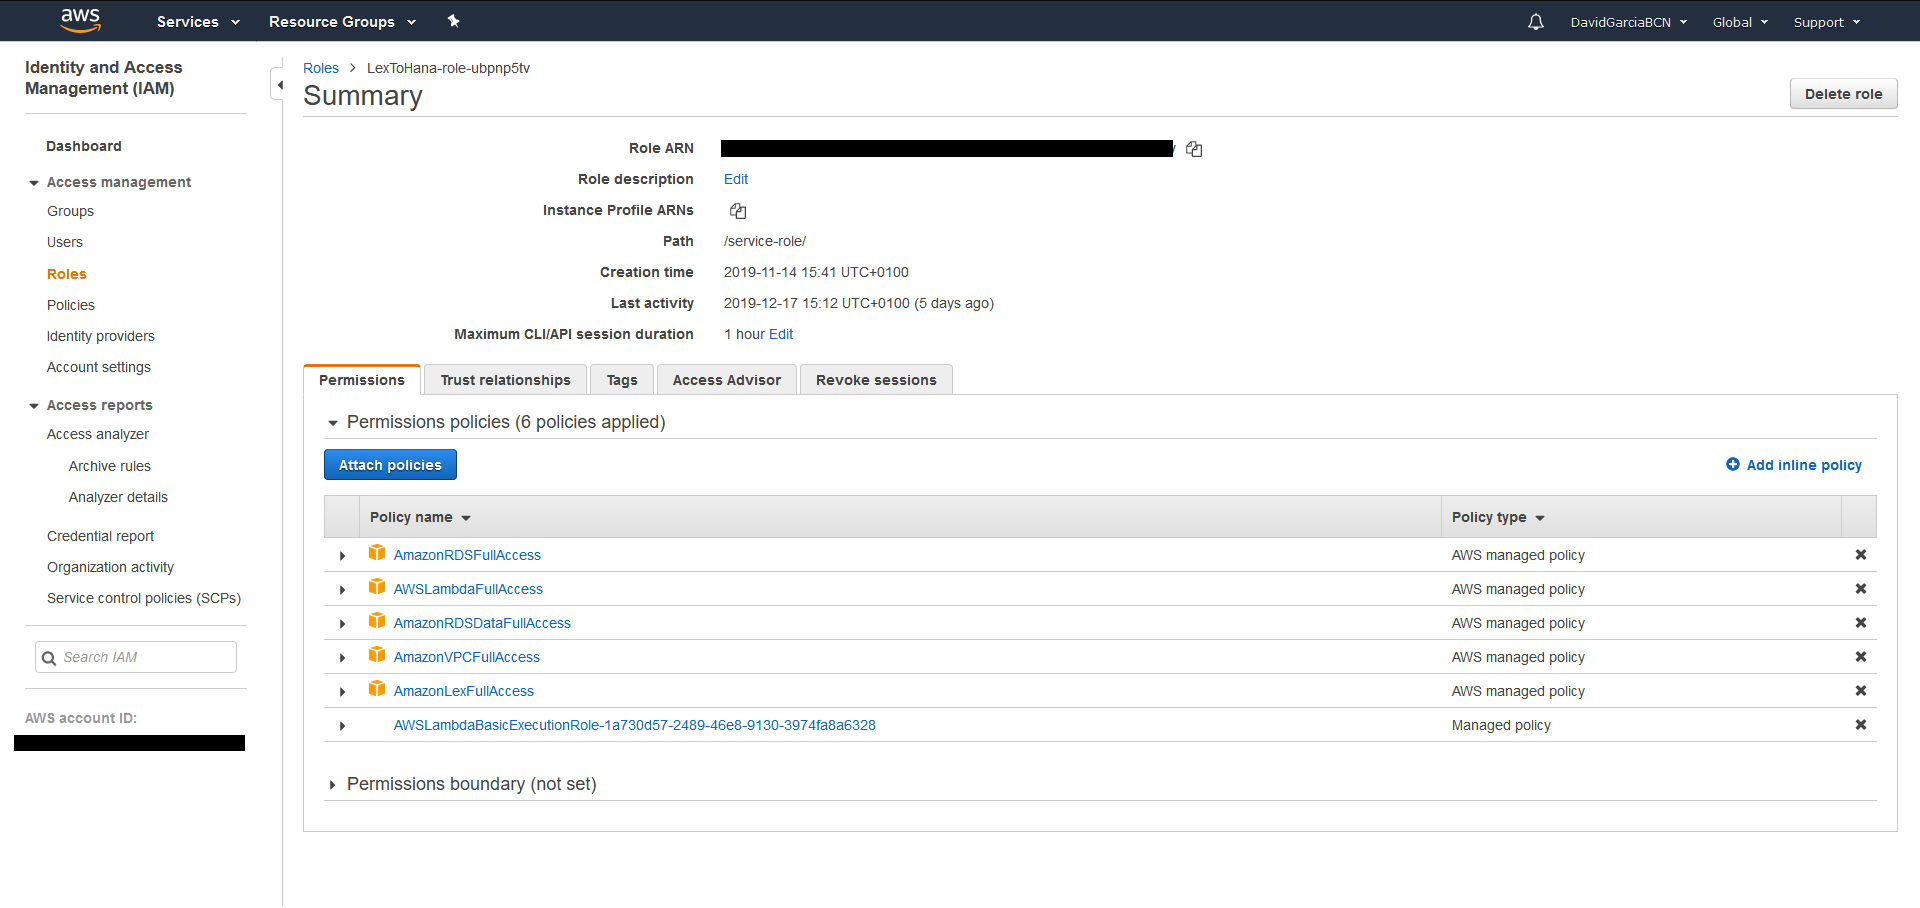 aws Services Resource Groups DavidGarciaBCN Global Support
Identity and Access
Management (IAM)
Dashboard
Access management
Groups
Users
Roles
Policies
Identity providers
Account settings
Access reports
Access analyzer
Archive rules
Analyzer details
Credential report
Organization activity
Service control policies (SCPs)
Search IAM
AWS account ID:
Roles > LexToHana-role-ubpnp5tv
Summary
Delete role
Role ARN
Role description Edit
Instance Profile ARNs
Path /service-role/
Creation time 2019-11-14 15:41 UTC+0100
Last activity 2019-12-17 15:12 UTC+0100 (5 days ago)
Maximum CLI/API session duration 1 hour Edit
Permissions Trust relationships Tags Access Advisor Revoke sessions
Permissions policies (6 policies applied)
Attach policies Add inline policy
Policy name Policy type
AmazonRDSFullAccess AWS managed policy
AWSLambdaFullAccess AWS managed policy
AmazonRDSDataFullAccess AWS managed policy
AmazonVPCFullAccess AWS managed policy
AmazonLexFullAccess AWS managed policy
AWSLambdaBasicExecutionRole-1a730d57-2489-46e8-9130-3974fa8a6328 Managed policy
Permissions boundary (not set)